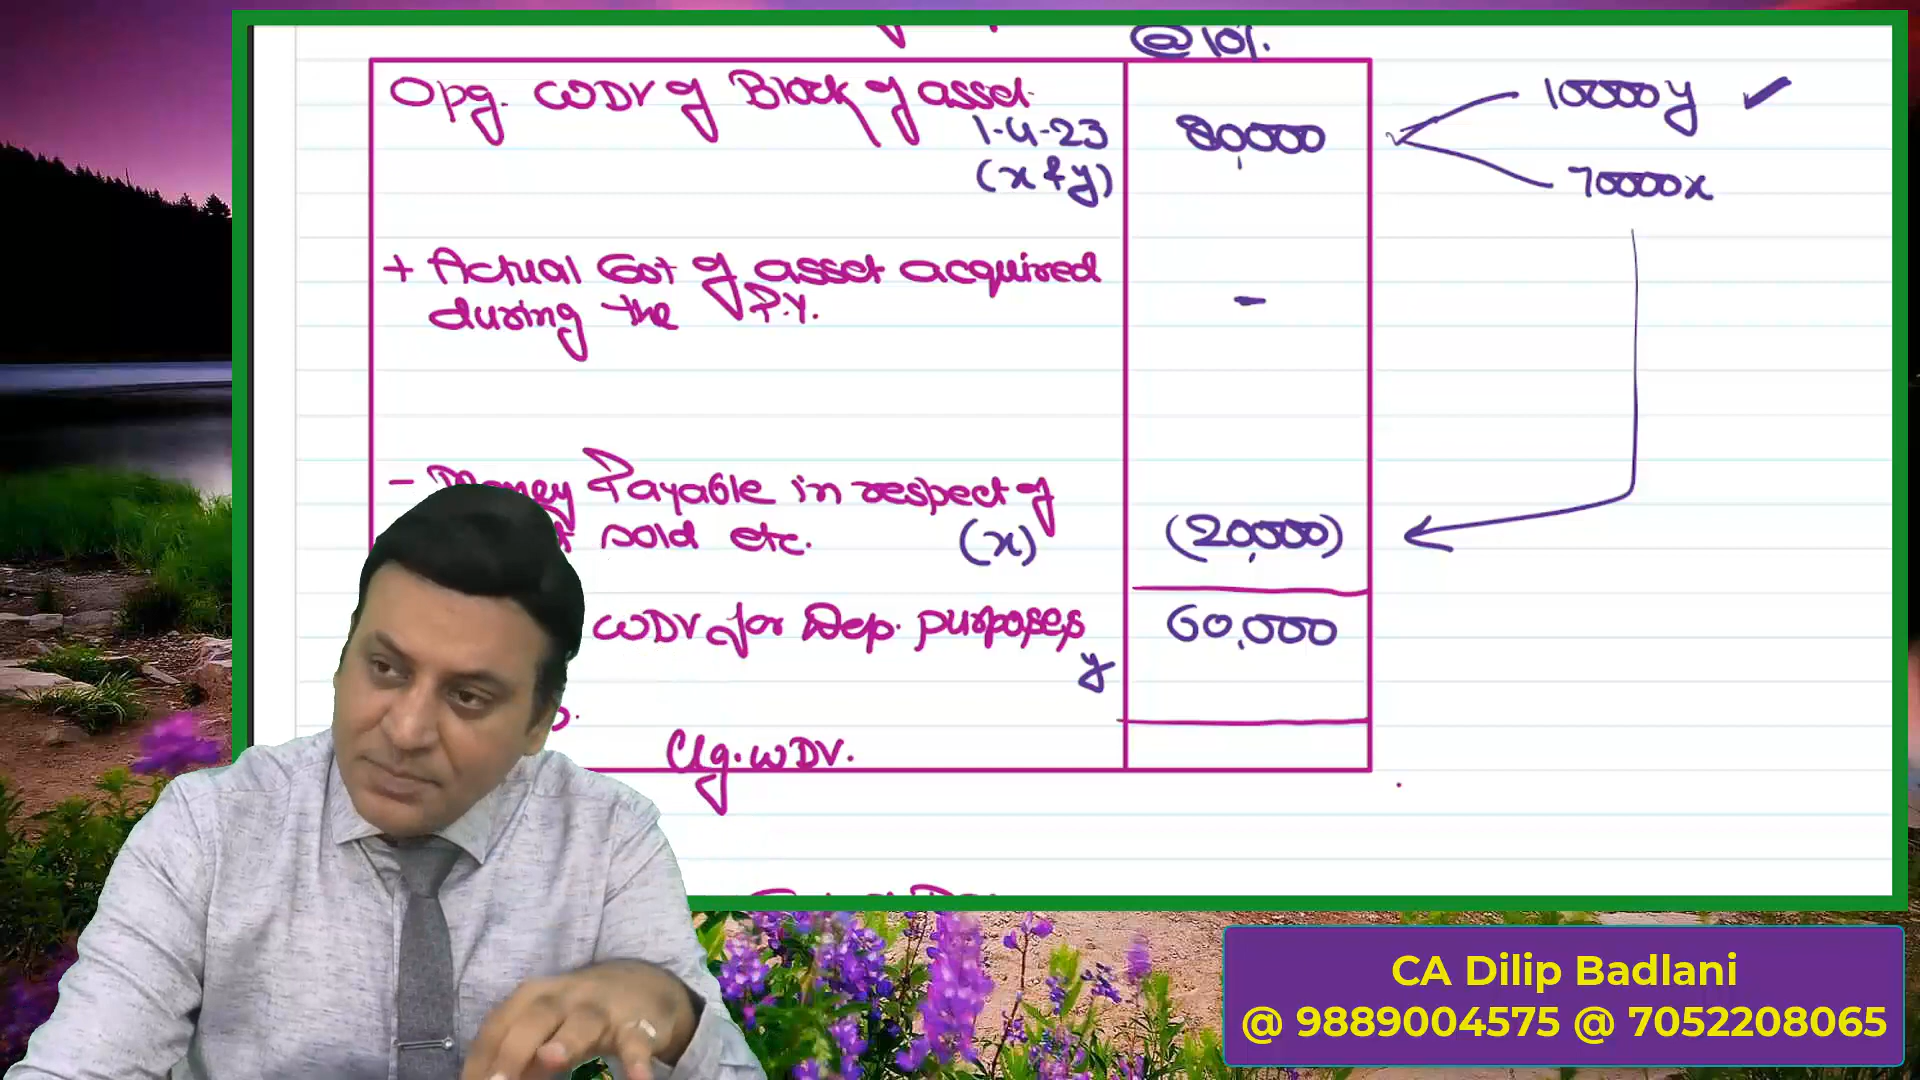 @10%.
Opg. WDV of Block of asset.
1-4-23
80,000
(x & y)
10000y ✓
70000x
+ Actual Cost of asset acquired
during the P.Y.
-
- Money Payable in respect of
sold etc. (x) (20,000)
WDV for Dep. purposes
60,000
y
Clg. WDV.
CA Dilip Badlani
@ 9889004575 @ 7052208065